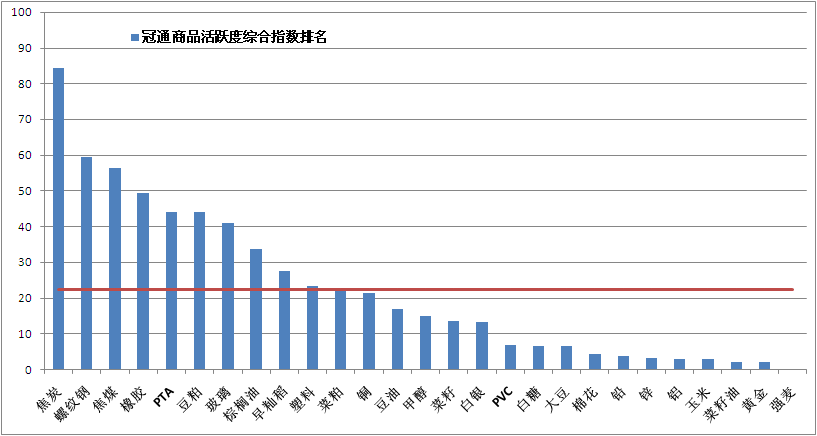 冠通商品活跃度综合指数排名
100
90
80
70
60
50
40
30
20
10
0
焦炭
螺纹钢
焦煤
橡胶
PTA
豆粕
玻璃
棕榈油
早籼稻
塑料
菜粕
铜
豆油
甲醇
菜籽
白银
PVC
白糖
大豆
棉花
铅
锌
铝
玉米
菜籽油
黄金
强麦